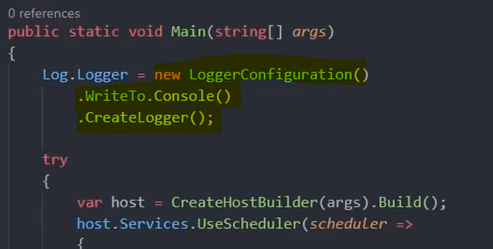 0 references
public static void Main(string[] args)
{
Log.Logger = new LoggerConfiguration()
.WriteTo.Console()
.CreateLogger();
try
{
var host = CreateHostBuilder(args).Build();
host.Services.UseScheduler(scheduler =>
{